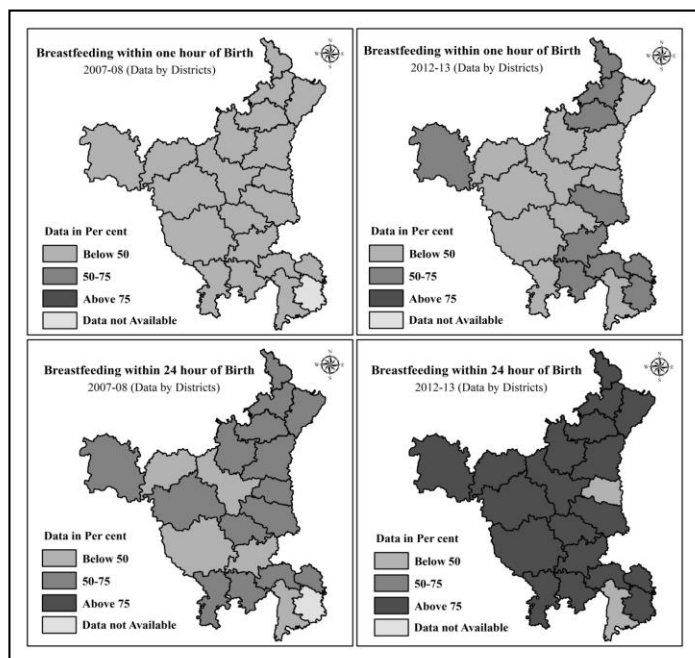 Breastfeeding within one hour of Birth
2007-08 (Data by Districts)
N
W E
S
Data in Per cent
Below 50
50-75
Above 75
Data not Available
Breastfeeding within one hour of Birth
2012-13 (Data by Districts)
N
W E
S
Data in Per cent
Below 50
50-75
Above 75
Data not Available
Breastfeeding within 24 hour of Birth
2007-08 (Data by Districts)
N
W E
S
Data in Per cent
Below 50
50-75
Above 75
Data not Available
Breastfeeding within 24 hour of Birth
2012-13 (Data by Districts)
N
W E
S
Data in Per cent
Below 50
50-75
Above 75
Data not Available